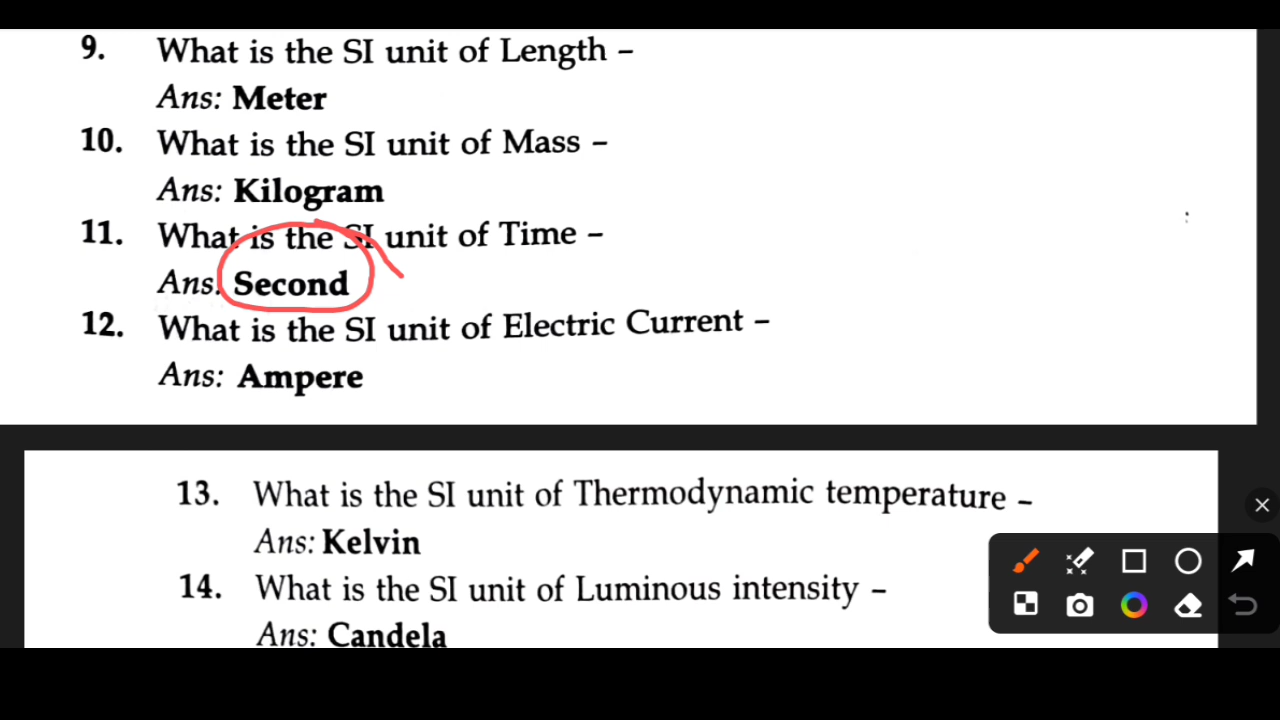 9. What is the SI unit of Length –
Ans: Meter
10. What is the SI unit of Mass –
Ans: Kilogram
11. What is the SI unit of Time –
Ans. Second
12. What is the SI unit of Electric Current –
Ans: Ampere
13. What is the SI unit of Thermodynamic temperature –
Ans: Kelvin
14. What is the SI unit of Luminous intensity –
Ans: Candela